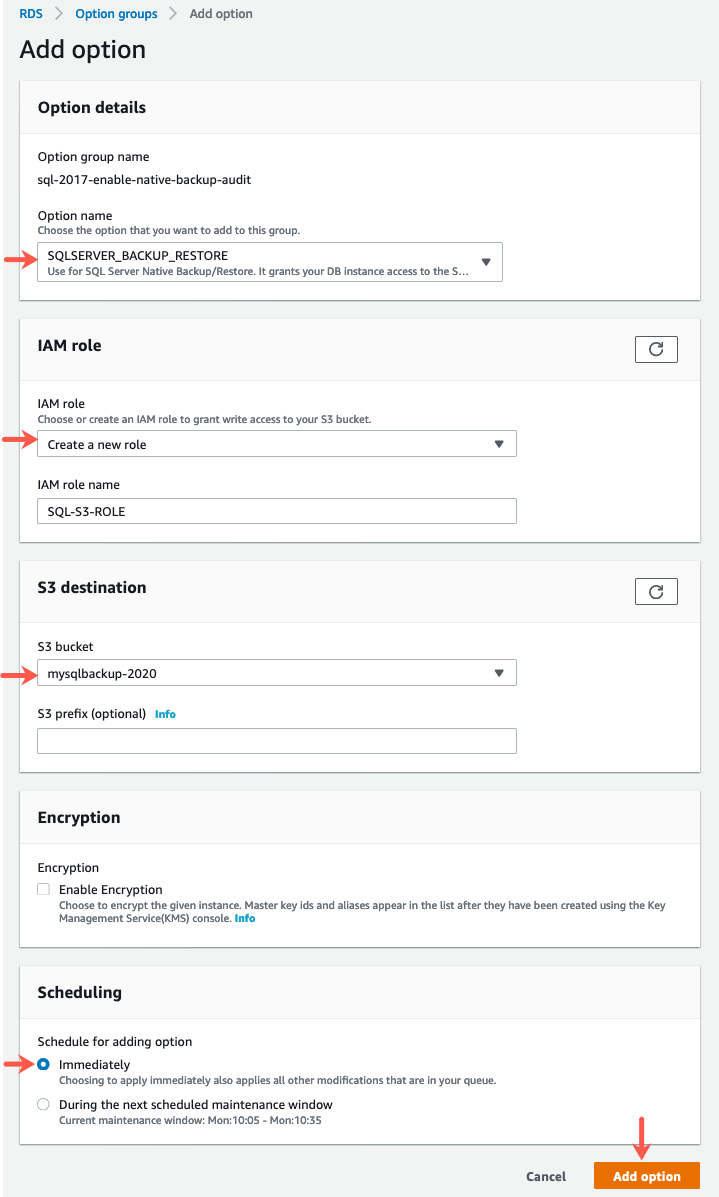 RDS > Option groups > Add option
Add option
Option details
Option group name
sql-2017-enable-native-backup-audit
Option name
Choose the option that you want to add to this group.
SQLSERVER_BACKUP_RESTORE
Use for SQL Server Native Backup/Restore. It grants your DB instance access to the S...
IAM role
IAM role
Choose or create an IAM role to grant write access to your S3 bucket.
Create a new role
IAM role name
SQL-S3-ROLE
S3 destination
S3 bucket
mysqlbackup-2020
S3 prefix (optional) Info
Encryption
Encryption
Enable Encryption
Choose to encrypt the given instance. Master key ids and aliases appear in the list after they have been created using the Key
Management Service(KMS) console. Info
Scheduling
Schedule for adding option
Immediately
Choosing to apply immediately also applies all other modifications that are in your queue.
During the next scheduled maintenance window
Current maintenance window: Mon:10:05 - Mon:10:35
Cancel Add option